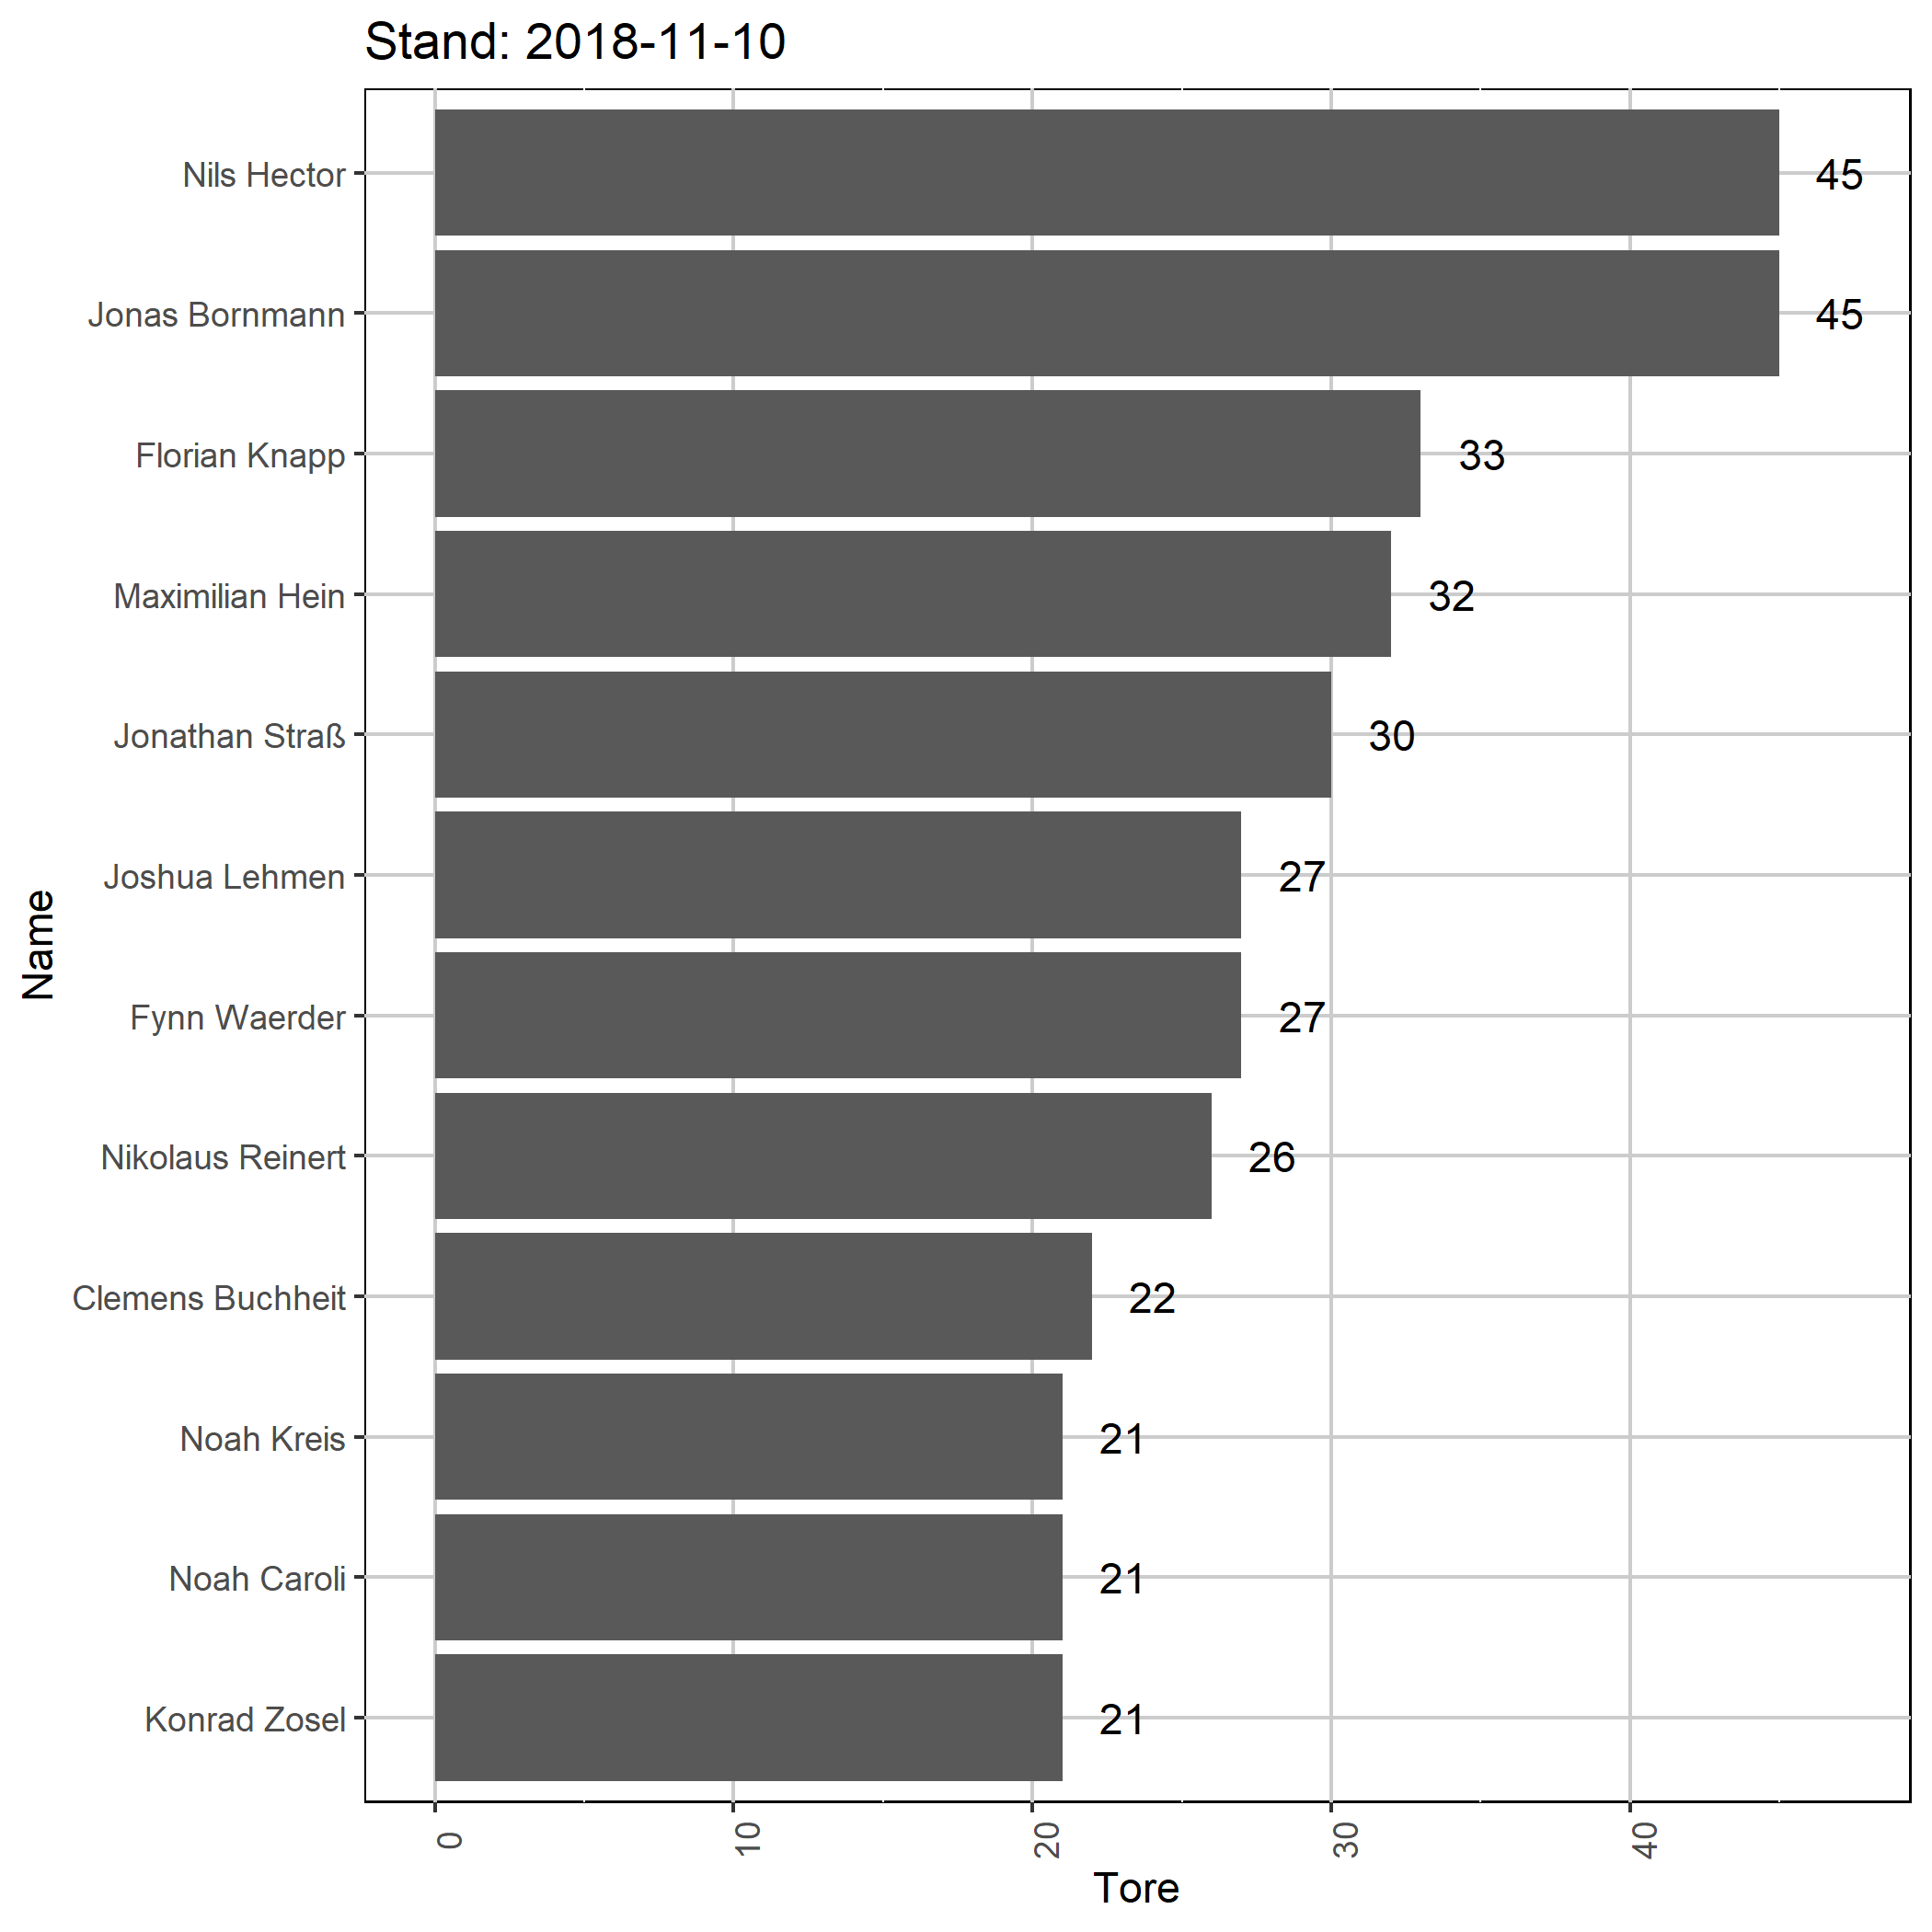 Stand: 2018-11-10
Name
Nils Hector 45
Jonas Bornmann 45
Florian Knapp 33
Maximilian Hein 32
Jonathan Straß 30
Joshua Lehmen 27
Fynn Waerder 27
Nikolaus Reinert 26
Clemens Buchheit 22
Noah Kreis 21
Noah Caroli 21
Konrad Zosel 21
0 10 20 30 40
Tore